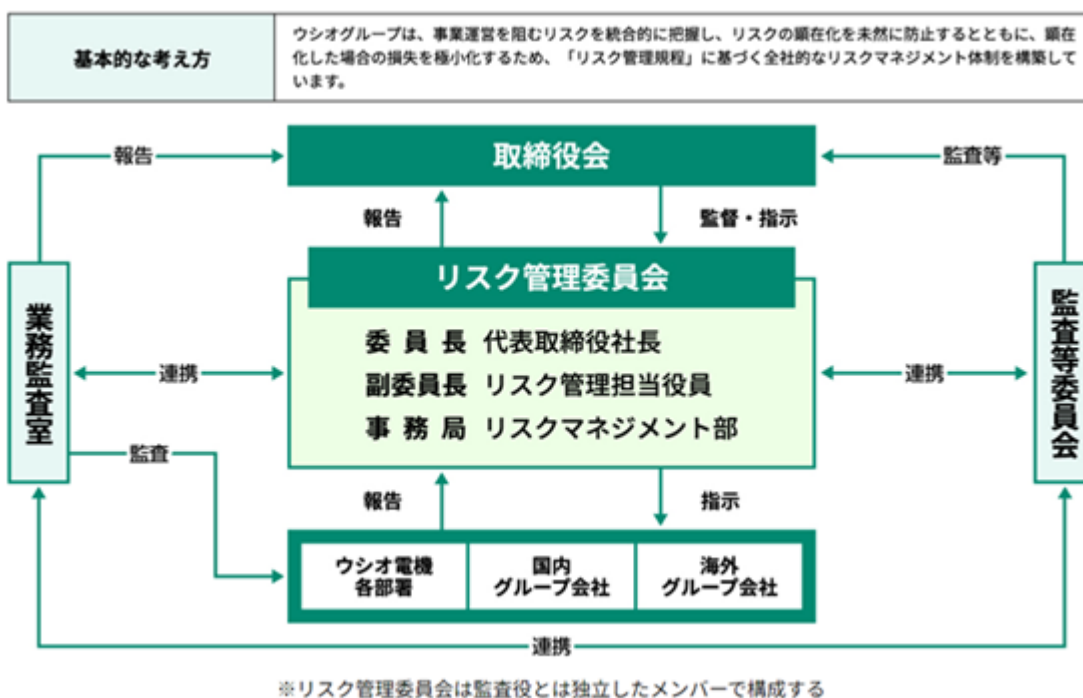 基本的な考え方
ウシオグループは、事業運営を阻むリスクを統合的に把握し、リスクの顕在化を未然に防止するとともに、顕在
化した場合の損失を極小化するため、「リスク管理規程」に基づく全社的なリスクマネジメント体制を構築して
います。
報告
取締役会
監査等
報告
監督・指示
リスク管理委員会
委員長 代表取締役社長
副委員長 リスク管理担当役員
事務局 リスクマネジメント部
業務監査室
監査等委員会
連携
連携
監査
報告
指示
ウシオ電機
各部署
国内
グループ会社
海外
グループ会社
連携
※リスク管理委員会は監査役とは独立したメンバーで構成する